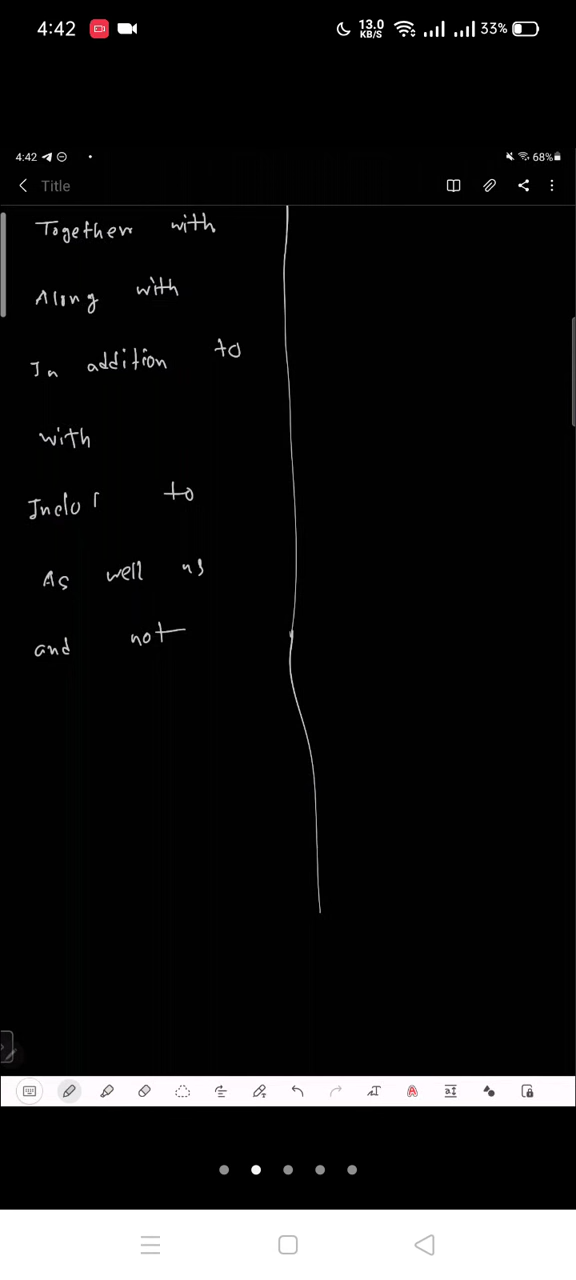 4:42 13.0 KB/S 33%
4:42 68%
Title
Together with
Along with
In addition to
with
to
As well as
and not